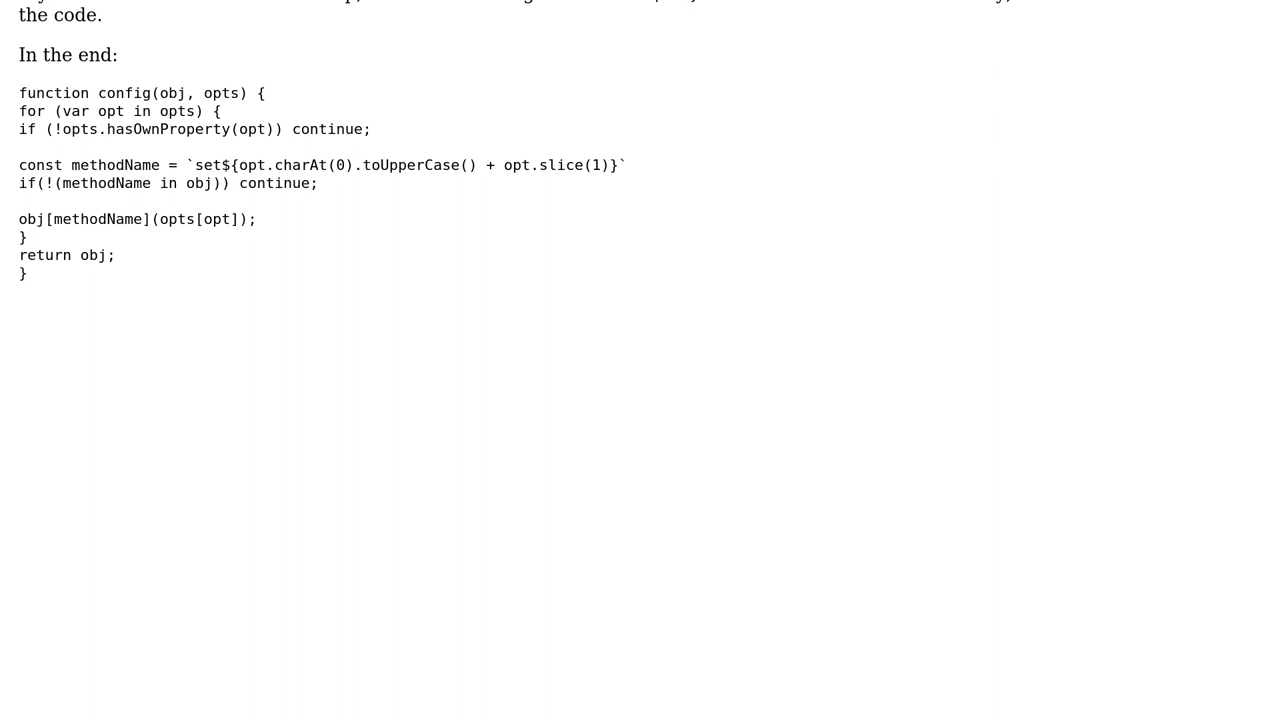 the code.
In the end:
function config(obj, opts) {
for (var opt in opts) {
if (!opts.hasOwnProperty(opt)) continue;
const methodName = `set${opt.charAt(0).toUpperCase() + opt.slice(1)}`
if(!(methodName in obj)) continue;
obj[methodName](opts[opt]);
}
return obj;
}